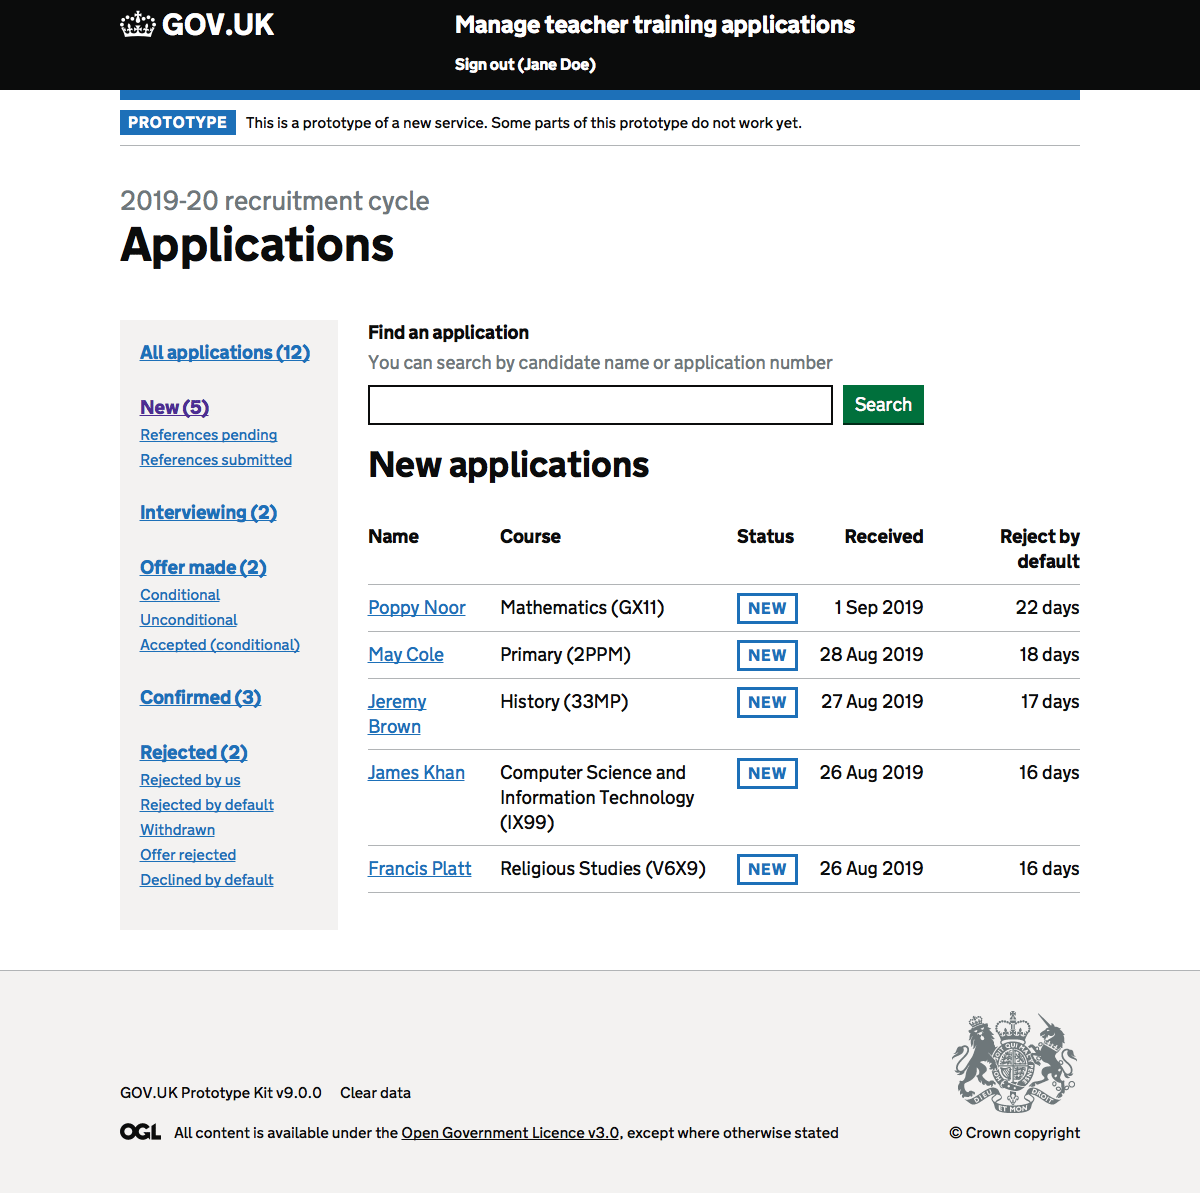 GOV.UK
Manage teacher training applications
Sign out (Jane Doe)
PROTOTYPE This is a prototype of a new service. Some parts of this prototype do not work yet.
2019-20 recruitment cycle
Applications
All applications (12)
New (5)
References pending
References submitted
Interviewing (2)
Offer made (2)
Conditional
Unconditional
Accepted (conditional)
Confirmed (3)
Rejected (2)
Rejected by us
Rejected by default
Withdrawn
Offer rejected
Declined by default
Find an application
You can search by candidate name or application number
Search
New applications
Name Course Status Received Reject by
default
Poppy Noor Mathematics (GX11) NEW 1 Sep 2019 22 days
May Cole Primary (2PPM) NEW 28 Aug 2019 18 days
Jeremy History (33MP) NEW 27 Aug 2019 17 days
Brown
James Khan Computer Science and NEW 26 Aug 2019 16 days
Information Technology
(IX99)
Francis Platt Religious Studies (V6X9) NEW 26 Aug 2019 16 days
GOV.UK Prototype Kit v9.0.0 Clear data
OGL All content is available under the Open Government Licence v3.0, except where otherwise stated
DIEU ET MON DROIT
© Crown copyright